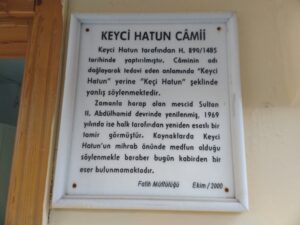 KEYCİ HATUN CÂMİİ
Keyci Hatun tarafından H. 890/1485
tarihinde yaptırılmıştır. Câminin adı
dağlayarak tedavi eden anlamında "Keyci
Hatun" yerine "Keçi Hatun" şeklinde
yanlış söylenmektedir.
Zamanla harap olan mescid Sultan
II. Abdülhamid devrinde yenilenmiş, 1969
yılında ise halk tarafından yeniden esaslı bir
tamir görmüştür. Kaynaklarda Keyci
Hatun'un mihrab önünde medfun olduğu
söylenmekle beraber bugün kabirden bir
eser bulunmamaktadır.
Fatih Müftülüğü Ekim / 2000